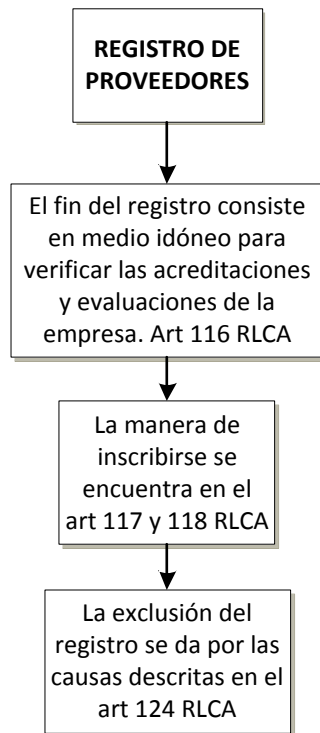 REGISTRO DE
PROVEEDORES
El fin del registro consiste
en medio idóneo para
verificar las acreditaciones
y evaluaciones de la
empresa. Art 116 RLCA
La manera de
inscribirse se
encuentra en el
art 117 y 118 RLCA
La exclusión del
registro se da por las
causas descritas en el
art 124 RLCA